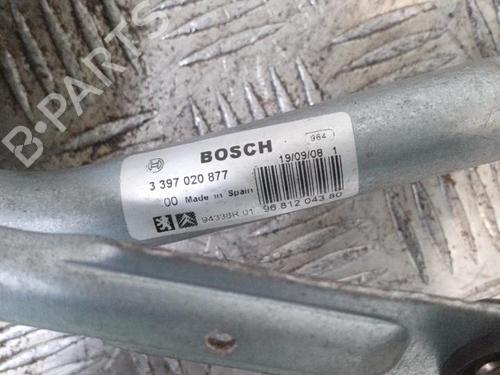 B-PARTS
BOSCH
964
3 397 020 877
19/09/08 1
00 Made in Spain
94338R 01
96 812 043 80